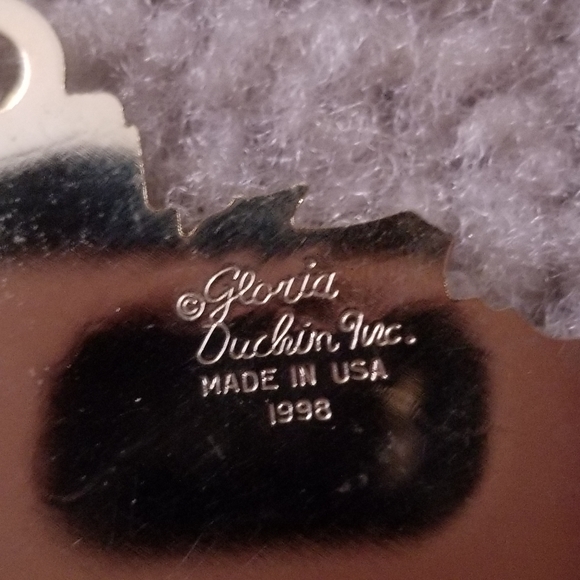 ©Gloria
Duchin Inc.
MADE IN USA
1998